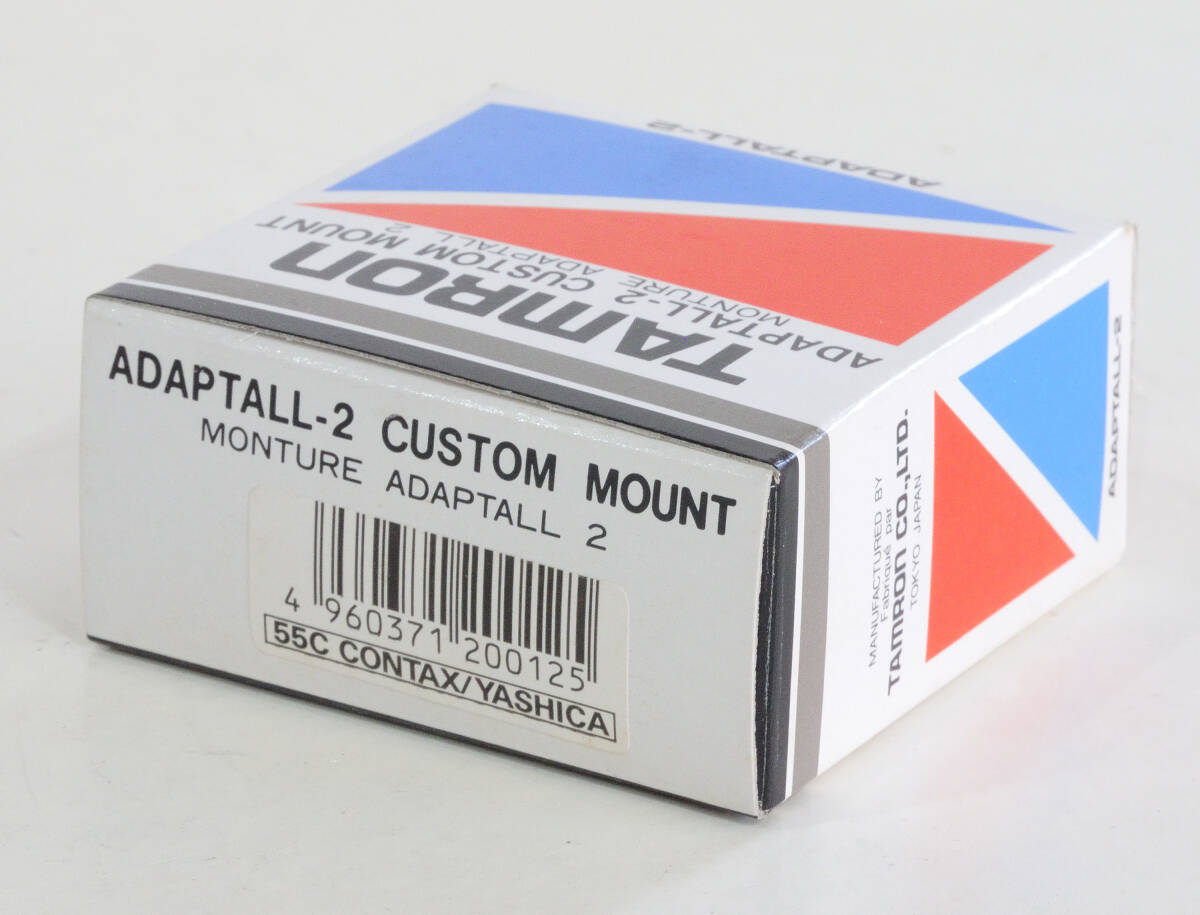 ADAPTALL-2
TAMRON
ADAPTALL-2 CUSTOM MOUNT
MONTURE ADAPTALL 2
ADAPTALL-2 CUSTOM MOUNT
MONTURE ADAPTALL 2
4 960371 200125
55C CONTAX/YASHICA
MANUFACTURED BY
Fabriqué par
TAMRON CO.,LTD.
TOKYO JAPAN
ADAPTALL-2